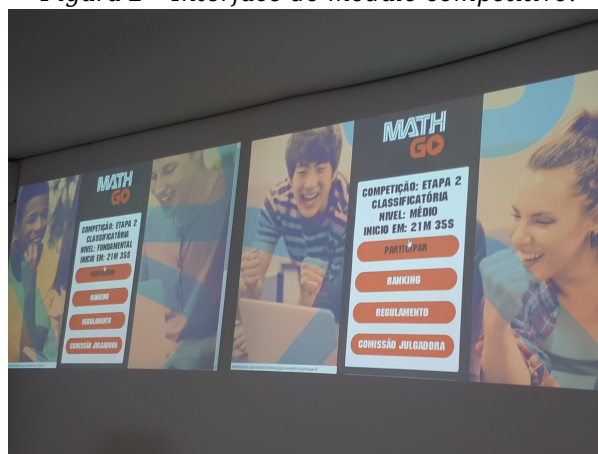 Figura 2 - Interface do módulo competitivo.
MATH
GO
COMPETIÇÃO: ETAPA 2
CLASSIFICATÓRIA
NIVEL: FUNDAMENTAL
INICIO EM: 21M 35S
PARTICIPAR
RANKING
REGULAMENTO
COMISSÃO JULGADORA
MATH
GO
COMPETIÇÃO: ETAPA 2
CLASSIFICATÓRIA
NIVEL: MÉDIO
INICIO EM: 21M 35S
PARTICIPAR
RANKING
REGULAMENTO
COMISSÃO JULGADORA